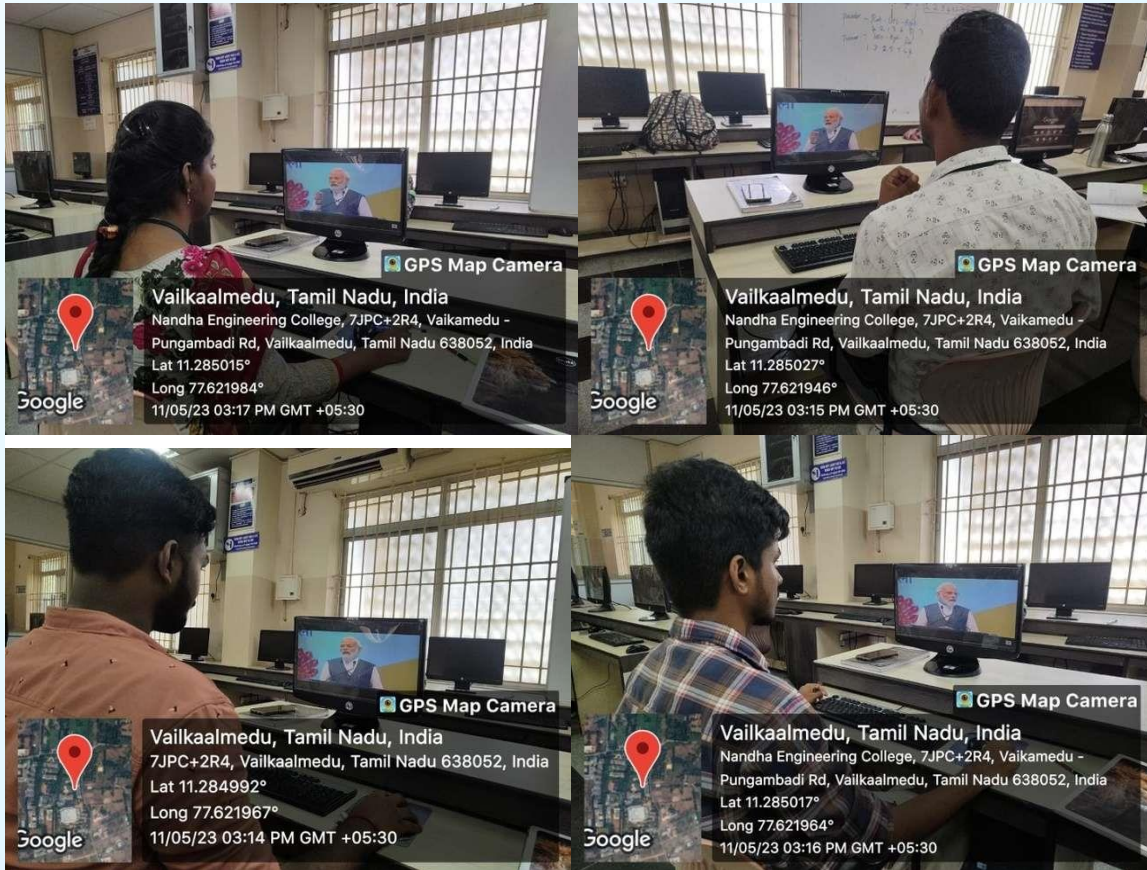 GPS Map Camera
Vailkaalmedu, Tamil Nadu, India
Nandha Engineering College, 7JPC+2R4, Vaikamedu -
Pungambadi Rd, Vailkaalmedu, Tamil Nadu 638052, India
Lat 11.285015°
Long 77.621984°
11/05/23 03:17 PM GMT +05:30
Google
GPS Map Camera
Vailkaalmedu, Tamil Nadu, India
Nandha Engineering College, 7JPC+2R4, Vaikamedu -
Pungambadi Rd, Vailkaalmedu, Tamil Nadu 638052, India
Lat 11.285027°
Long 77.621946°
11/05/23 03:15 PM GMT +05:30
Google
Google
GPS Map Camera
Vailkaalmedu, Tamil Nadu, India
7JPC+2R4, Vailkaalmedu, Tamil Nadu 638052, India
Lat 11.284992°
Long 77.621967°
11/05/23 03:14 PM GMT +05:30
Google
GPS Map Camera
Vailkaalmedu, Tamil Nadu, India
Nandha Engineering College, 7JPC+2R4, Vaikamedu -
Pungambadi Rd, Vailkaalmedu, Tamil Nadu 638052, India
Lat 11.285017°
Long 77.621964°
11/05/23 03:16 PM GMT +05:30
Google